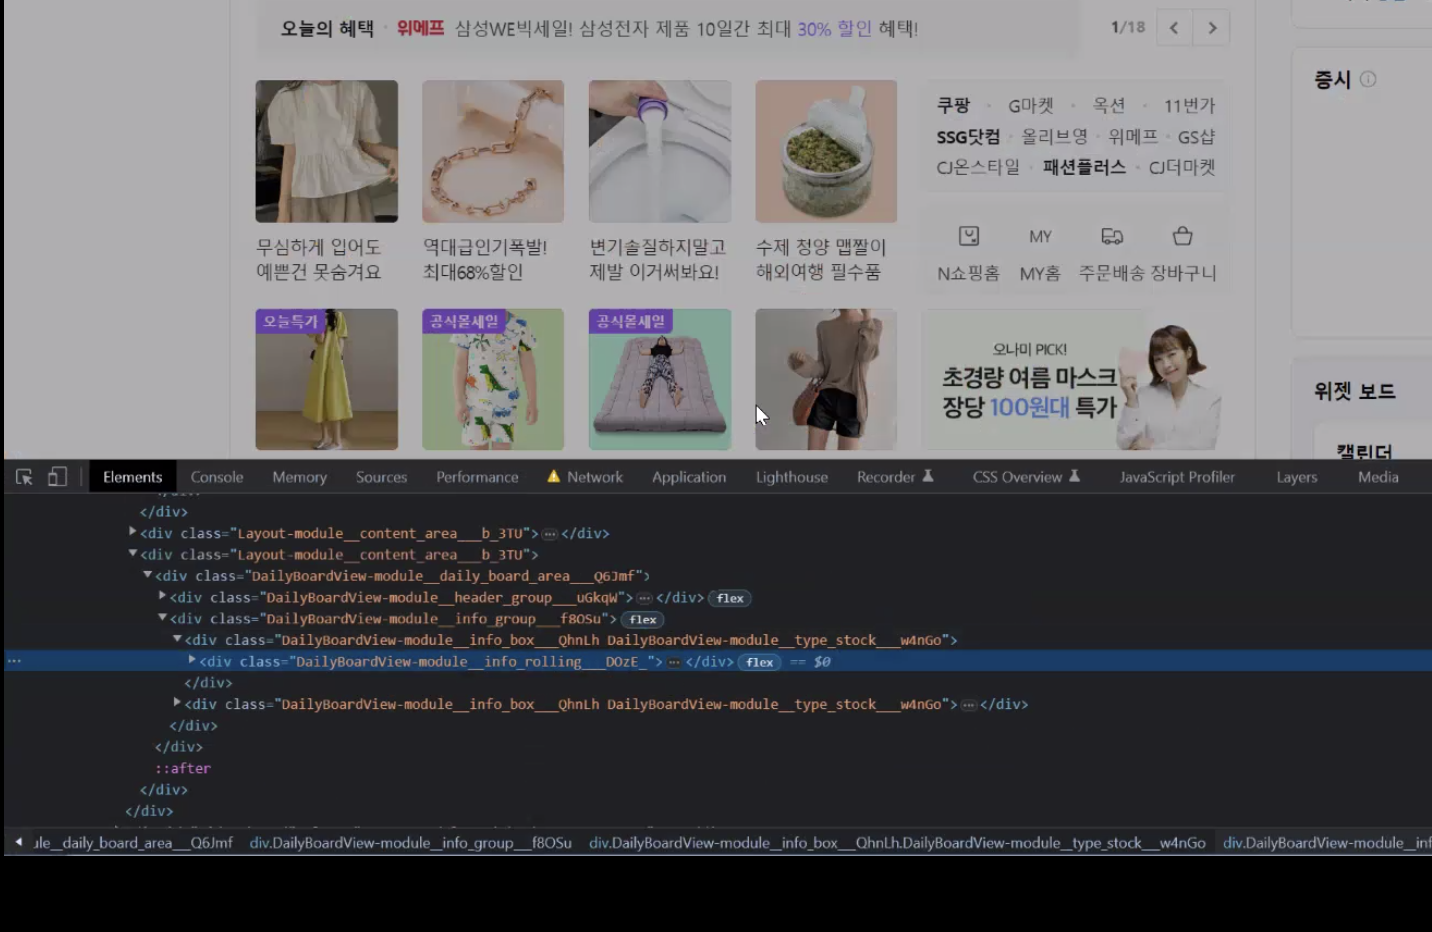 오늘의 혜택 · 위메프 삼성WE빅세일! 삼성전자 제품 10일간 최대 30% 할인 혜택!
1/18
증시
쿠팡 · G마켓 · 옥션 · 11번가
SSG닷컴 · 올리브영 · 위메프 · GS샵
CJ온스타일 · 패션플러스 · CJ더마켓
무심하게 입어도
예쁜건 못숨겨요
역대급인기폭발!
최대68%할인
변기솔질하지말고
제발 이거써봐요!
수제 청양 맵짤이
해외여행 필수품
MY
N쇼핑홈 MY홈 주문배송 장바구니
오늘특가
공식몰세일
공식몰세일
오나미 PICK!
초경량 여름 마스크
장당 100원대 특가
위젯 보드
캘린더
Elements Console Memory Sources Performance Network Application Lighthouse Recorder CSS Overview JavaScript Profiler Layers Media
</div>
<div class="Layout-module__content_area___b_3TU">…</div>
<div class="Layout-module__content_area___b_3TU">
<div class="DailyBoardView-module__daily_board_area___Q6Jmf">
<div class="DailyBoardView-module__header_group___uGkqW">…</div> flex
<div class="DailyBoardView-module__info_group___f8OSu"> flex
<div class="DailyBoardView-module__info_box___QhnLh DailyBoardView-module__type_stock___w4nGo">
… <div class="DailyBoardView-module__info_rolling___DOzE_">…</div> flex == $0
</div>
<div class="DailyBoardView-module__info_box___QhnLh DailyBoardView-module__type_stock___w4nGo">…</div>
</div>
</div>
::after
</div>
</div>
ule__daily_board_area___Q6Jmf div.DailyBoardView-module__info_group___f8OSu div.DailyBoardView-module__info_box___QhnLh.DailyBoardView-module__type_stock___w4nGo div.DailyBoardView-module__inf